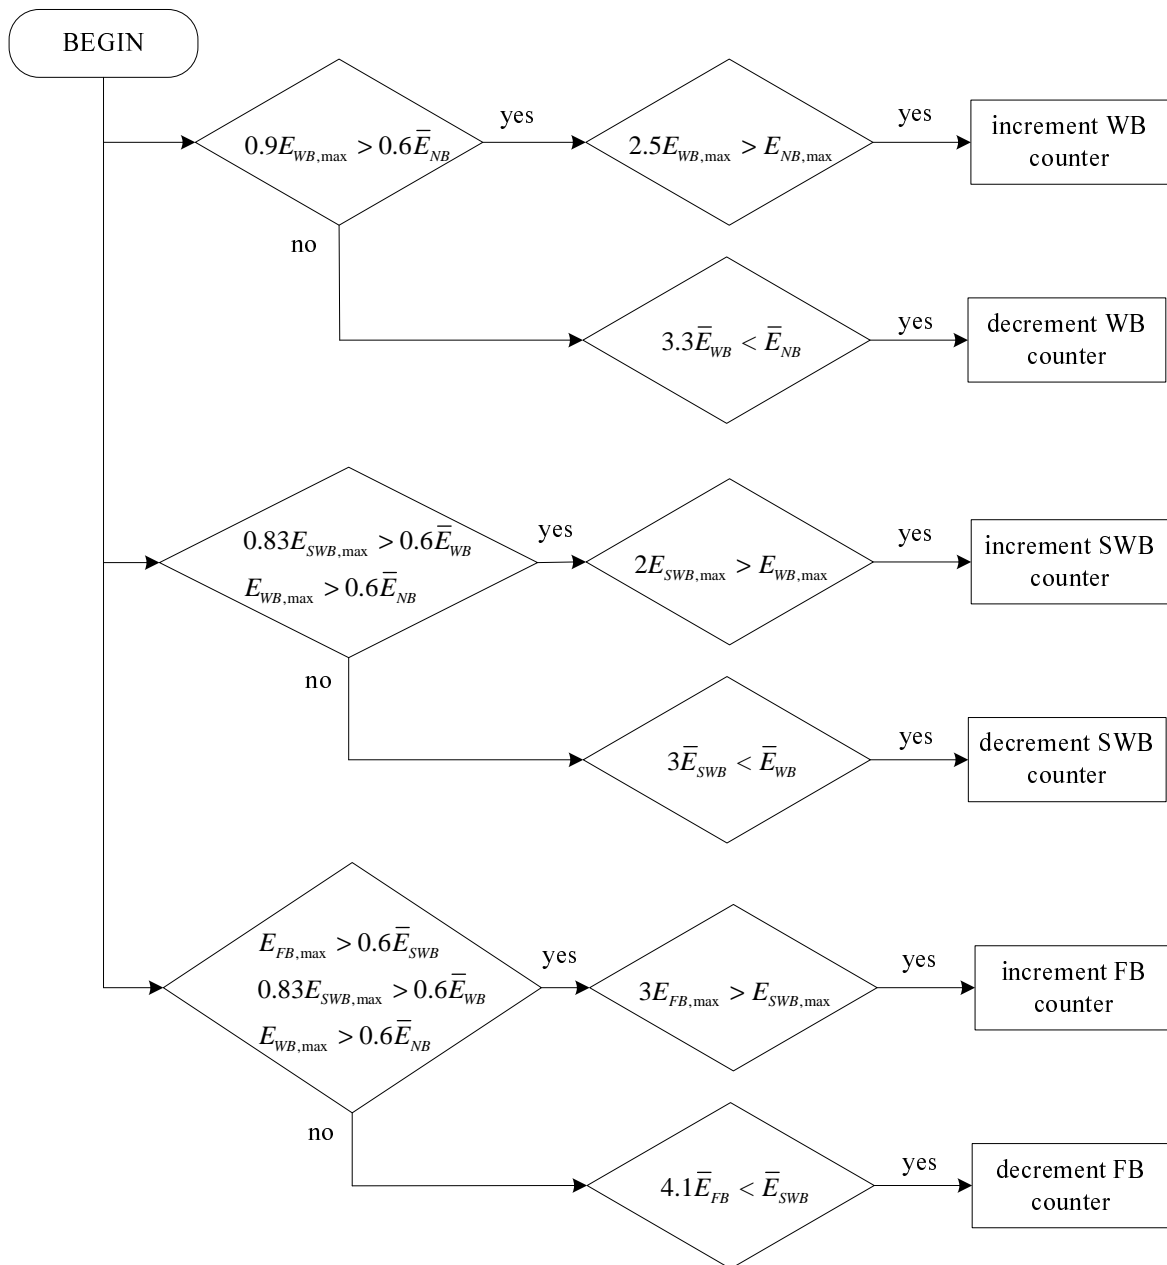 BEGIN
0.9E_{WB,max} > 0.6Ē_{NB}
yes
2.5E_{WB,max} > E_{NB,max}
yes
increment WB
counter
no
3.3Ē_{WB} < Ē_{NB}
yes
decrement WB
counter
0.83E_{SWB,max} > 0.6Ē_{WB}
E_{WB,max} > 0.6Ē_{NB}
yes
2E_{SWB,max} > E_{WB,max}
yes
increment SWB
counter
no
3Ē_{SWB} < Ē_{WB}
yes
decrement SWB
counter
E_{FB,max} > 0.6Ē_{SWB}
0.83E_{SWB,max} > 0.6Ē_{WB}
E_{WB,max} > 0.6Ē_{NB}
yes
3E_{FB,max} > E_{SWB,max}
yes
increment FB
counter
no
4.1Ē_{FB} < Ē_{SWB}
yes
decrement FB
counter